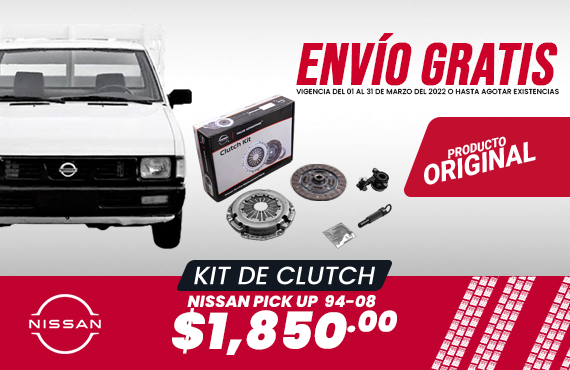 ENVÍO GRATIS
VIGENCIA DEL 01 AL 31 DE MARZO DEL 2022 O HASTA AGOTAR EXISTENCIAS
PRODUCTO
ORIGINAL
Clutch Kit
KIT DE CLUTCH
NISSAN PICK UP 94-08
$1,850.00
NISSAN